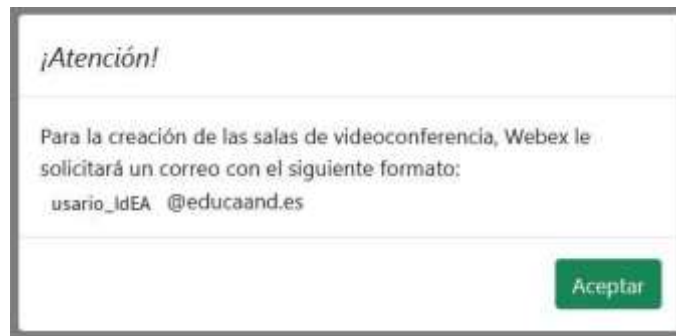 ¡Atención!
Para la creación de las salas de videoconferencia, Webex le
solicitará un correo con el siguiente formato:
usario_IdEA @educaand.es
Aceptar